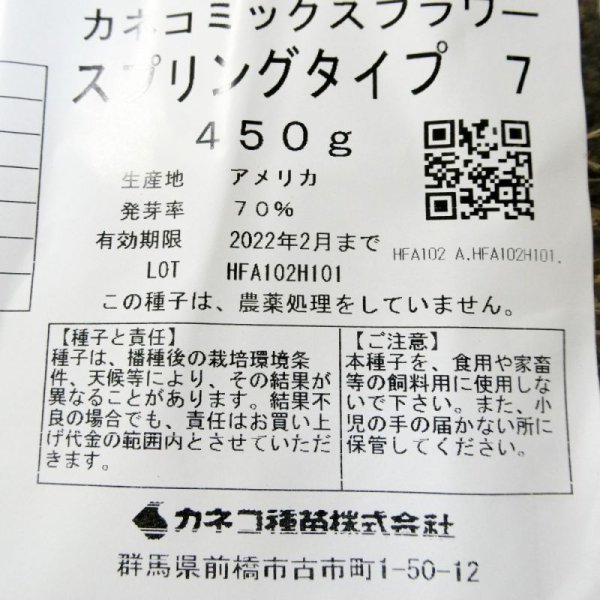 カネコミックスフラワー
スプリングタイプ 7
450g
生産地 アメリカ
発芽率 70%
有効期限 2022年2月まで
HFA102 A.HFA102H101.
LOT HFA102H101
この種子は、農薬処理をしていません。
【種子と責任】
種子は、播種後の栽培環境条
件、天候等により、その結果が
異なることがあります。結果不
良の場合でも、責任はお買い上
げ代金の範囲内とさせていただ
きます。
【ご注意】
本種子を、食用や家畜
等の飼料用に使用しな
いで下さい。また、小
児の手の届かない所に
保管してください。
カネコ種苗株式会社
群馬県前橋市古市町1-50-12